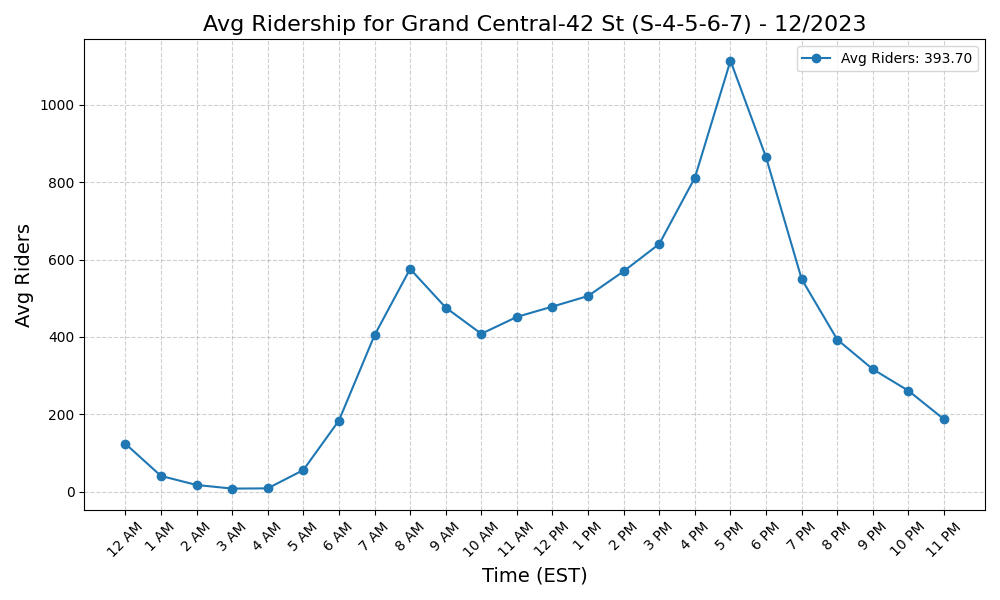 Avg Ridership for Grand Central-42 St (S-4-5-6-7) - 12/2023
Avg Riders: 393.70
Avg Riders
1000
800
600
400
200
0
12 AM
1 AM
2 AM
3 AM
4 AM
5 AM
6 AM
7 AM
8 AM
9 AM
10 AM
11 AM
12 PM
1 PM
2 PM
3 PM
4 PM
5 PM
6 PM
7 PM
8 PM
9 PM
10 PM
11 PM
Time (EST)